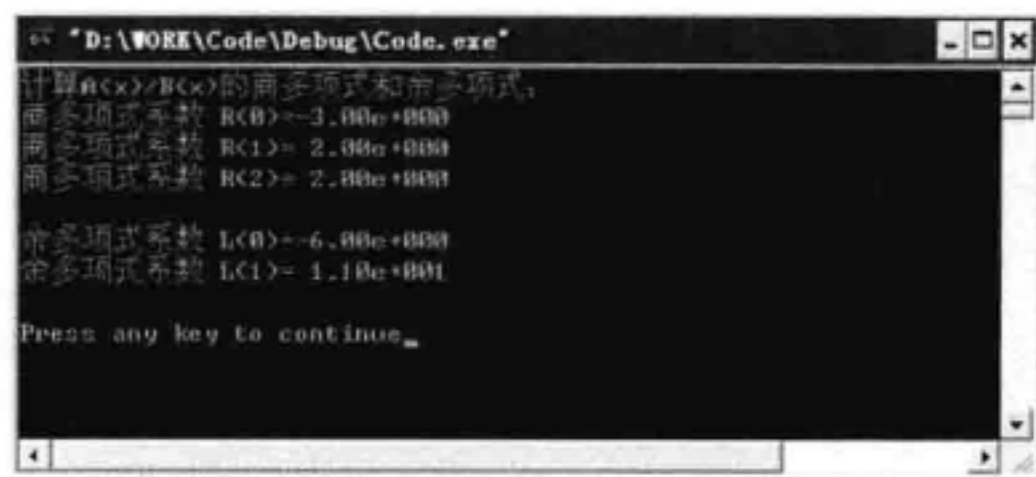 "D:\WORK\Code\Debug\Code.exe"
计算A(x)/B(x)的商多项式和余多项式:
商多项式系数 R(0)=-3.00e+000
商多项式系数 R(1)= 2.00e+000
商多项式系数 R(2)= 2.00e+000
余多项式系数 L(0)=-6.00e+000
余多项式系数 L(1)= 1.10e+001
Press any key to continue_